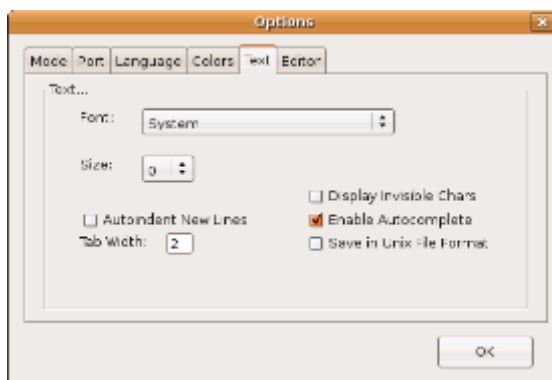 Options
Mode Port Language Colors Text Editor
Text...
Font: System
Size: 0
Display Invisible Chars
Autoindent New Lines Enable Autocomplete
Tab Width: 2 Save in Unix File Format
OK